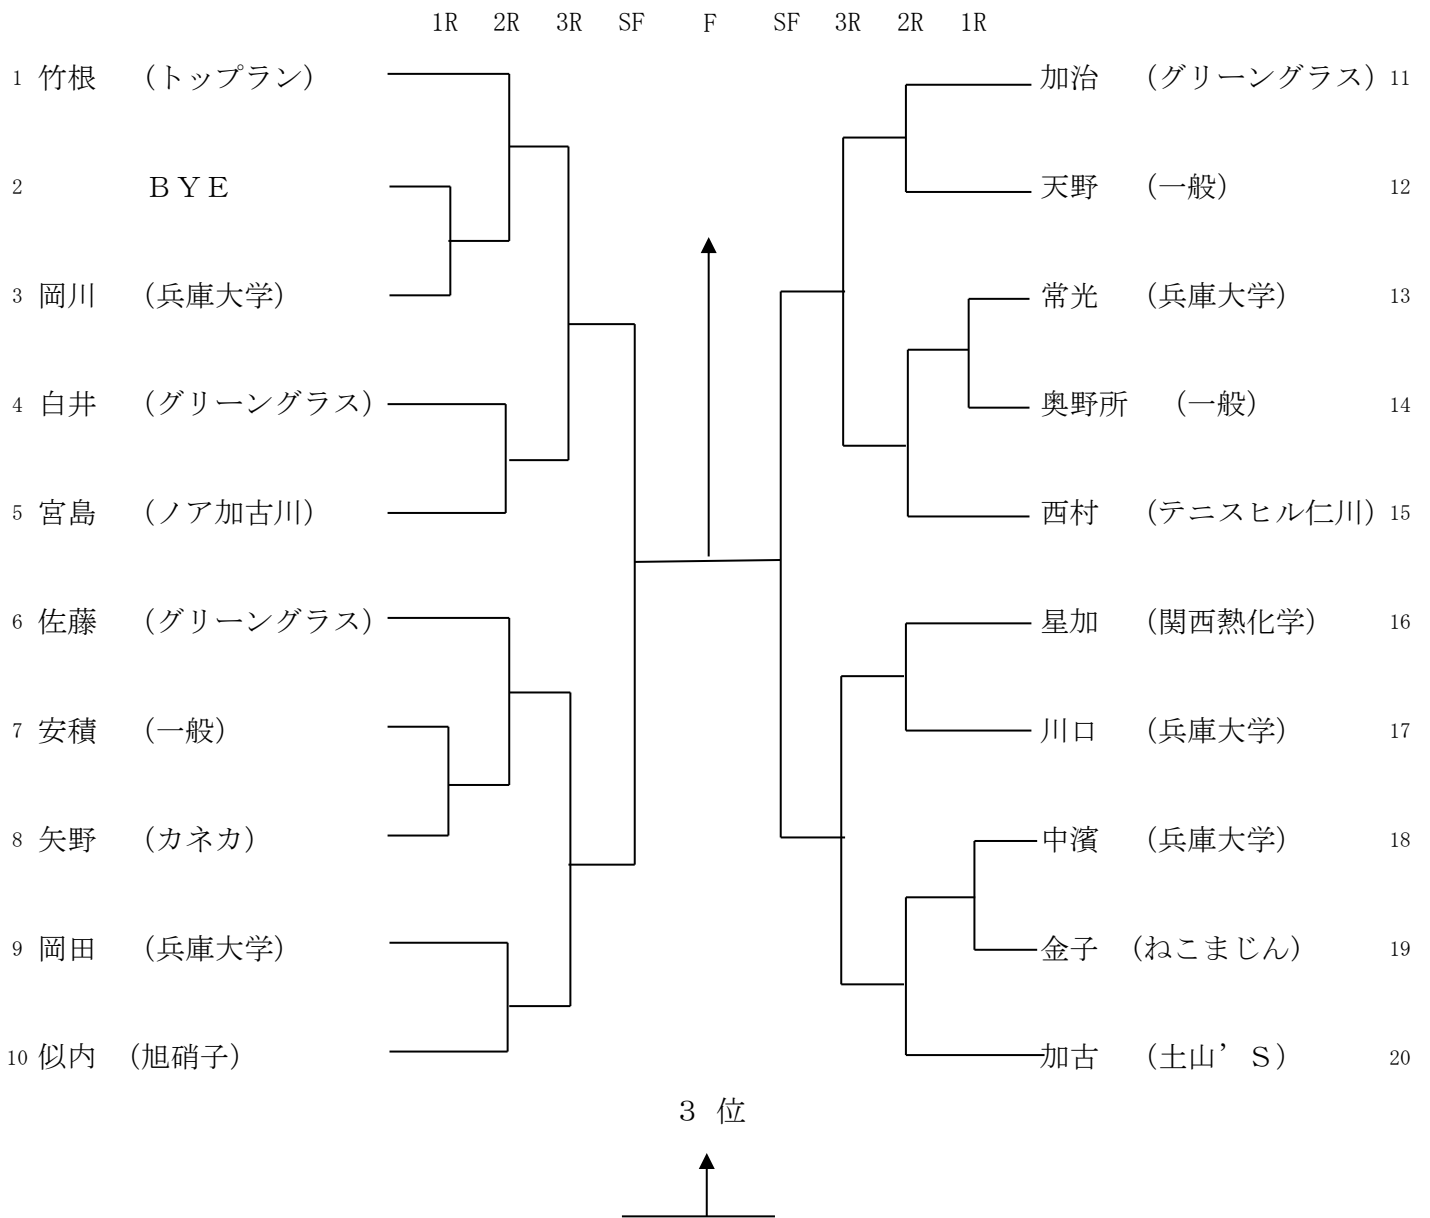 1R 2R 3R SF F SF 3R 2R 1R
1 竹根 （トップラン） 加治 （グリーングラス） 11
2 ＢＹＥ 天野 （一般） 12
3 岡川 （兵庫大学） 常光 （兵庫大学） 13
4 白井 （グリーングラス） 奥野所 （一般） 14
5 宮島 （ノア加古川） 西村 （テニスヒル仁川） 15
6 佐藤 （グリーングラス） 星加 （関西熱化学） 16
7 安積 （一般） 川口 （兵庫大学） 17
8 矢野 （カネカ） 中濱 （兵庫大学） 18
9 岡田 （兵庫大学） 金子 （ねこまじん） 19
10 似内 （旭硝子） 加古 （土山’Ｓ） 20
３ 位